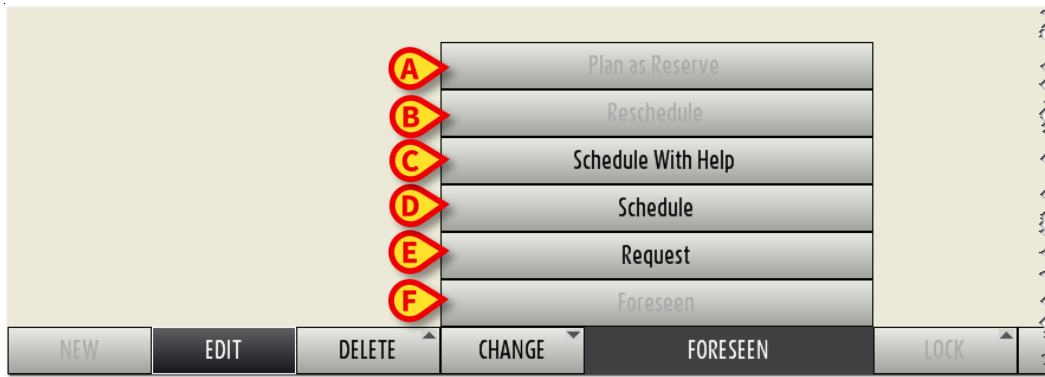 A Plan as Reserve
B Reschedule
C Schedule With Help
D Schedule
E Request
F Foreseen
NEW EDIT DELETE CHANGE FORESEEN LOCK